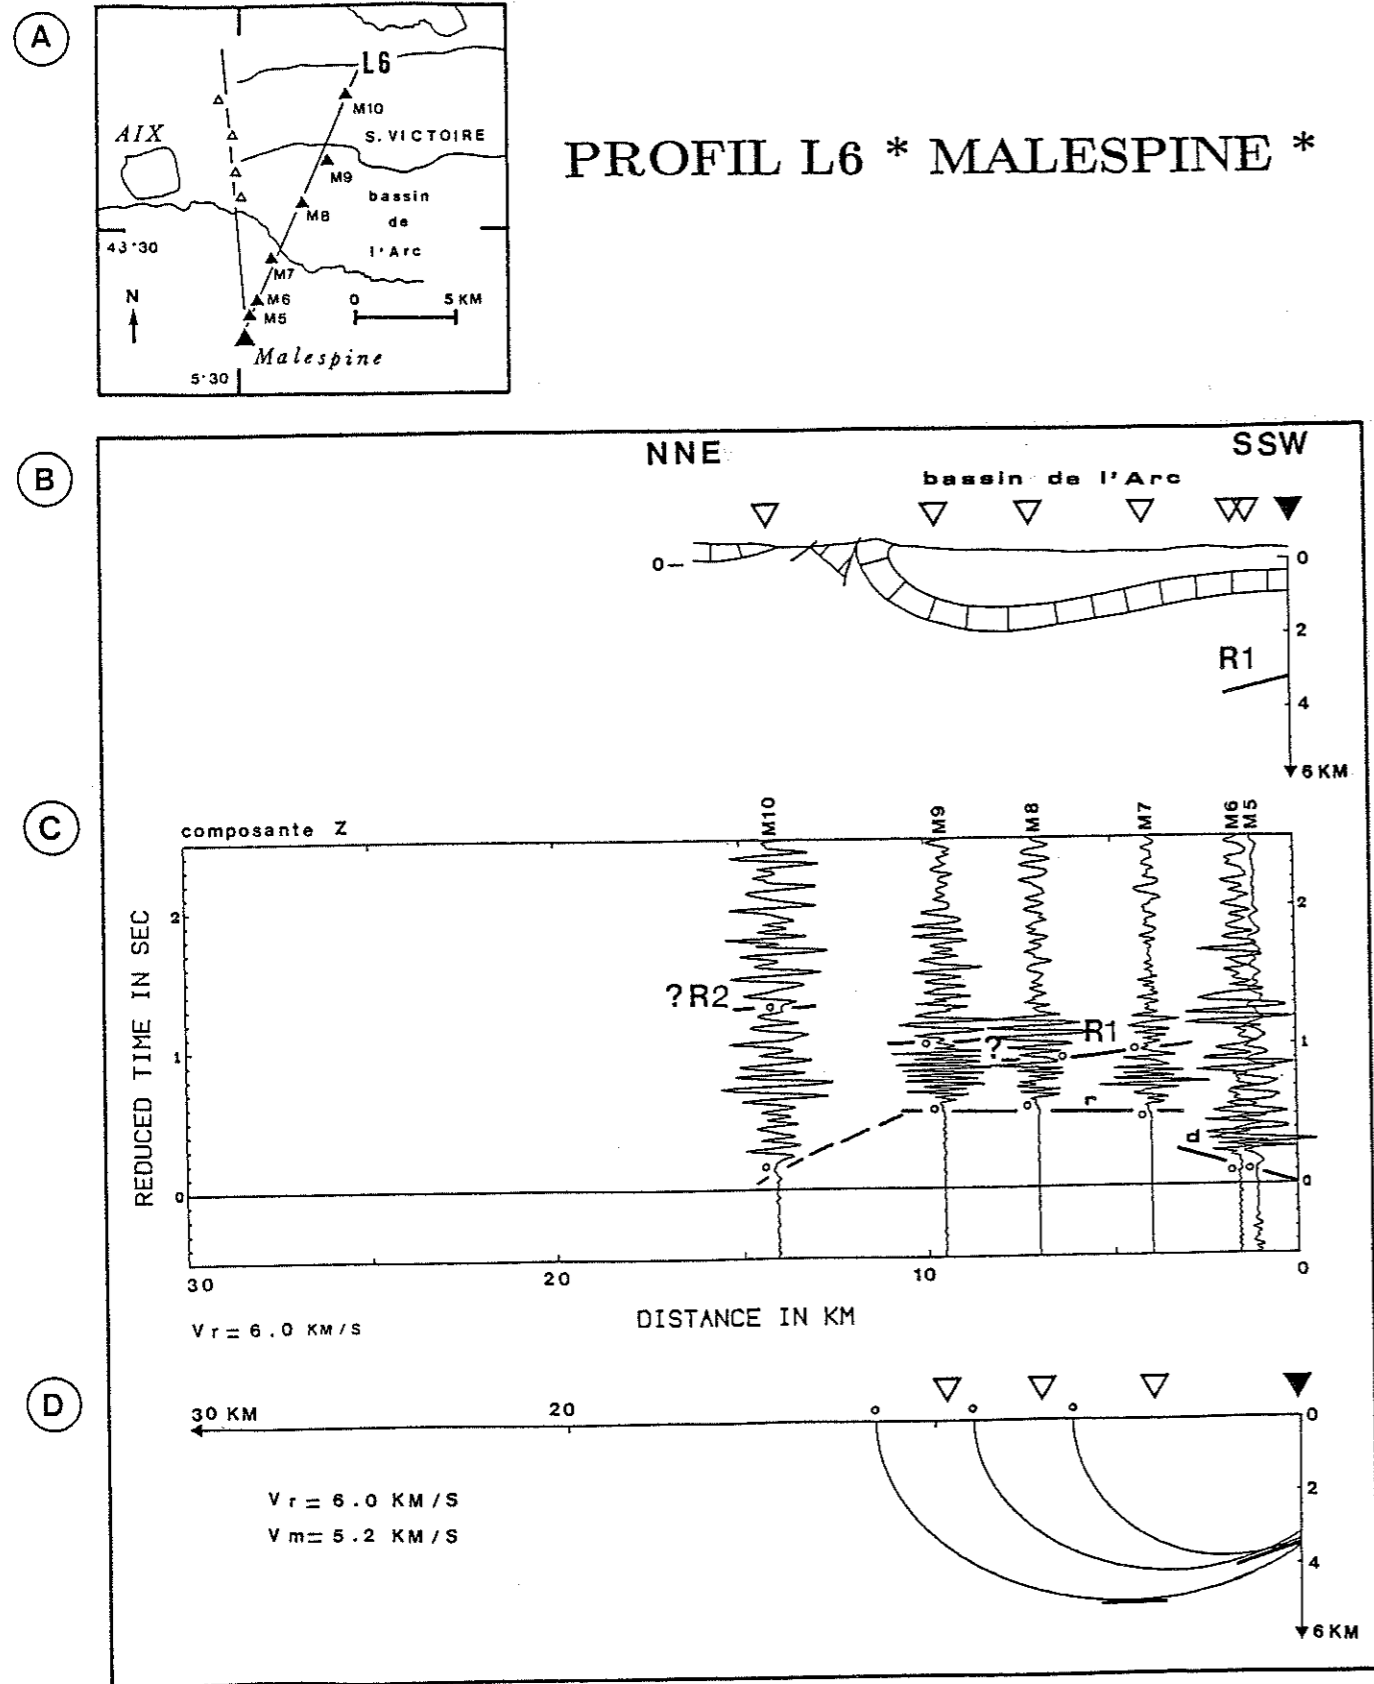 A
L6
M10
AIX
S. VICTOIRE
M9
bassin
M8
de
43°30
l'Arc
M7
N
M6
0 5 KM
M5
Malespine
5°30
PROFIL L6 * MALESPINE *
B
NNE
SSW
bassin de l'Arc
0
0
2
R1
4
6 KM
C
composante Z
M10
M9
M8
M7
M6
M5
REDUCED TIME IN SEC
2
2
?R2
R1
?
1
1
r
d
0
0
30
20
10
0
DISTANCE IN KM
Vr= 6.0 KM/S
D
30 KM
20
0
Vr= 6.0 KM/S
2
Vm= 5.2 KM/S
4
6 KM